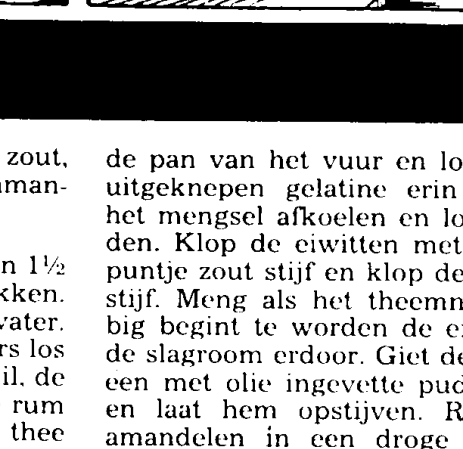 zout,
aman-
n 1½
kken.
vater.
rs los
il, de
rum
thee
de pan van het vuur en lo
uitgeknepen gelatine erin
het mengsel afkoelen en lo
den. Klop de eiwitten met
puntje zout stijf en klop de
stijf. Meng als het theemn
big begint te worden de e
de slagroom erdoor. Giet de
een met olie ingevette pud
en laat hem opstijven. R
amandelen in een droge